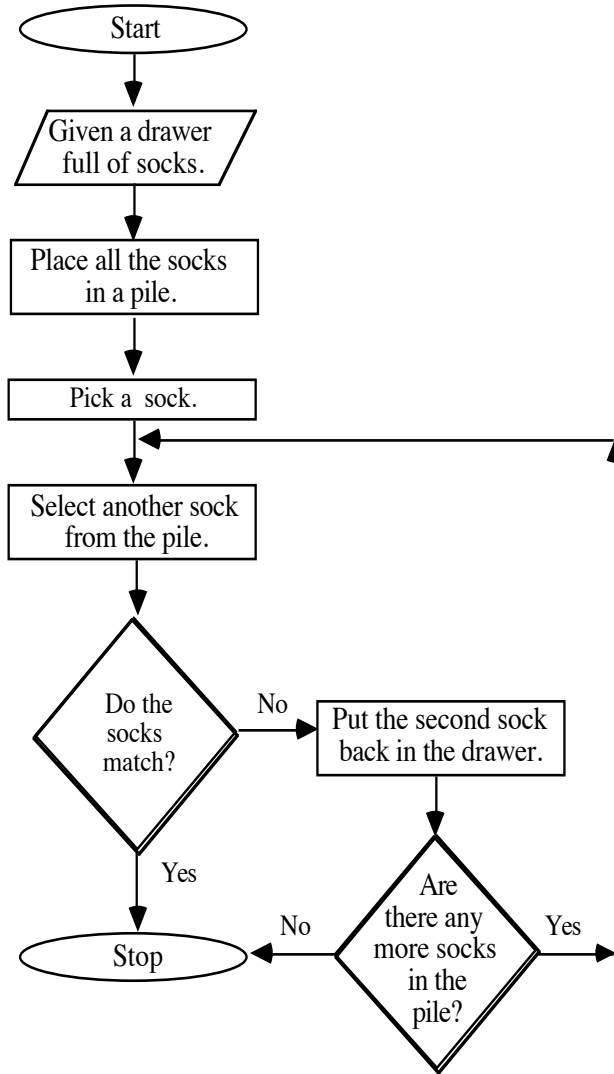 Start
Given a drawer
full of socks.
Place all the socks
in a pile.
Pick a sock.
Select another sock
from the pile.
Do the
socks
match?
No
Put the second sock
back in the drawer.
Yes
Are
there any
more socks
in the
pile?
No
Yes
Stop